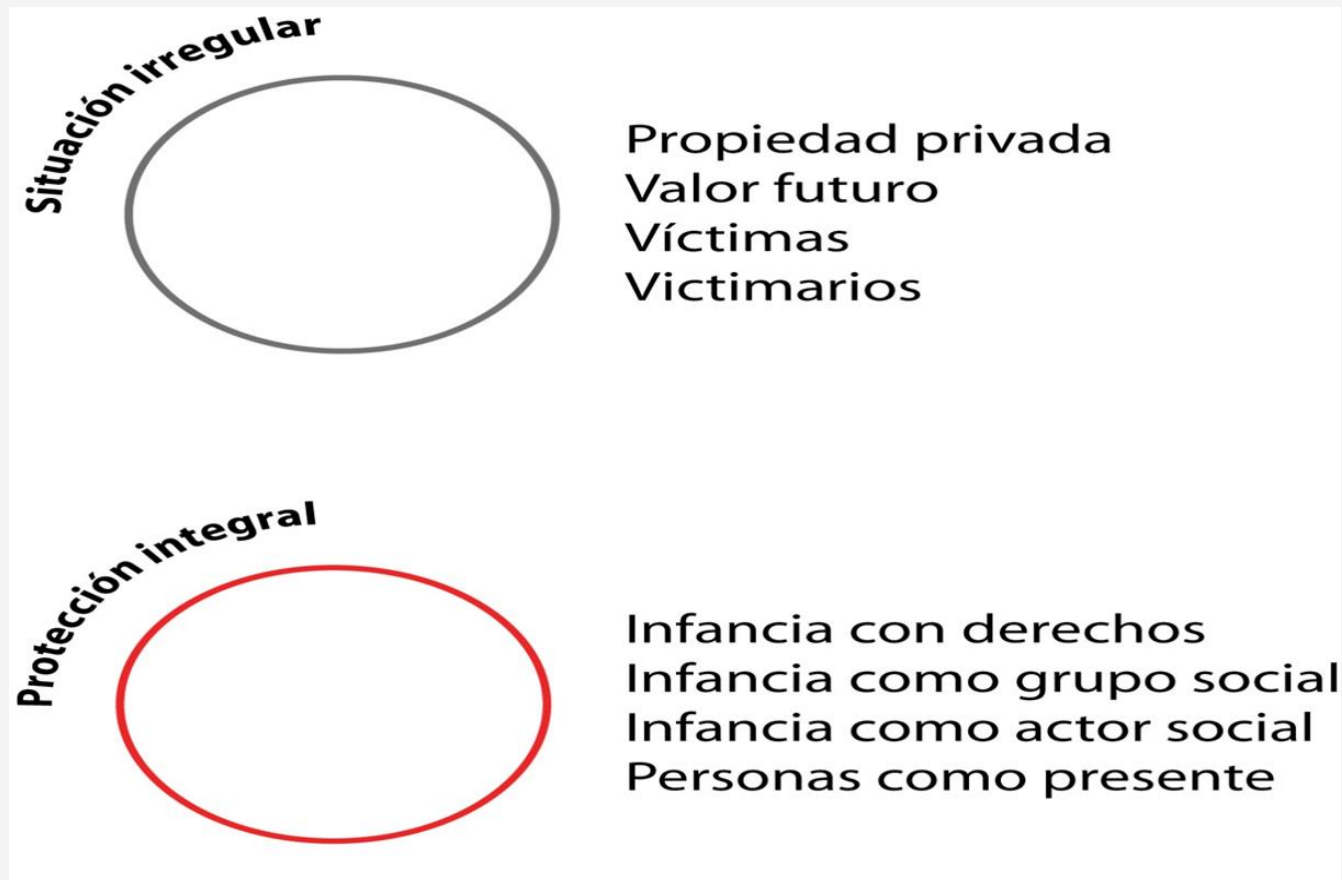 Situación irregular
Propiedad privada
Valor futuro
Víctimas
Victimarios
Protección integral
Infancia con derechos
Infancia como grupo social
Infancia como actor social
Personas como presente